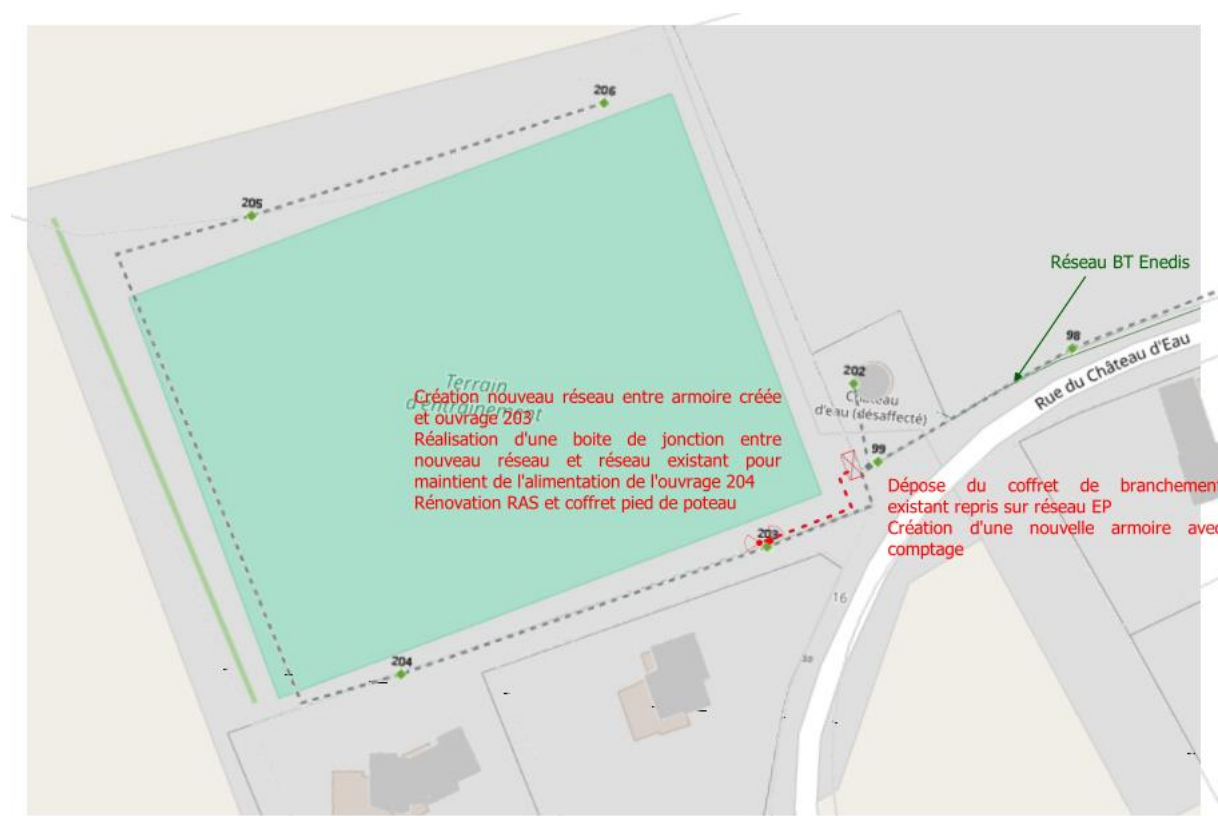 206
205
Réseau BT Enedis
98
Rue du Château d'Eau
202
Château
d'eau (désaffecté)
Terrain
d'entrainement
Création nouveau réseau entre armoire créée
et ouvrage 203
Réalisation d'une boite de jonction entre
nouveau réseau et réseau existant pour
maintient de l'alimentation de l'ouvrage 204
Rénovation RAS et coffret pied de poteau
99
Dépose du coffret de branchement
existant repris sur réseau EP
Création d'une nouvelle armoire avec
comptage
203
16
204